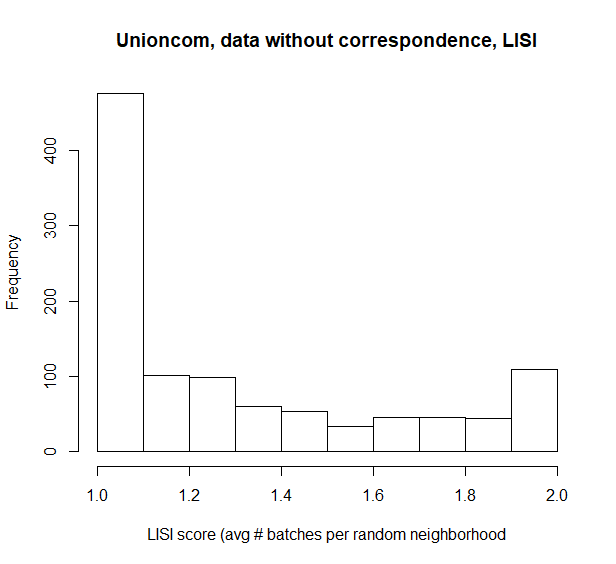 Unioncom, data without correspondence, LISI
Frequency
400
300
200
100
0
1.0 1.2 1.4 1.6 1.8 2.0
LISI score (avg # batches per random neighborhood